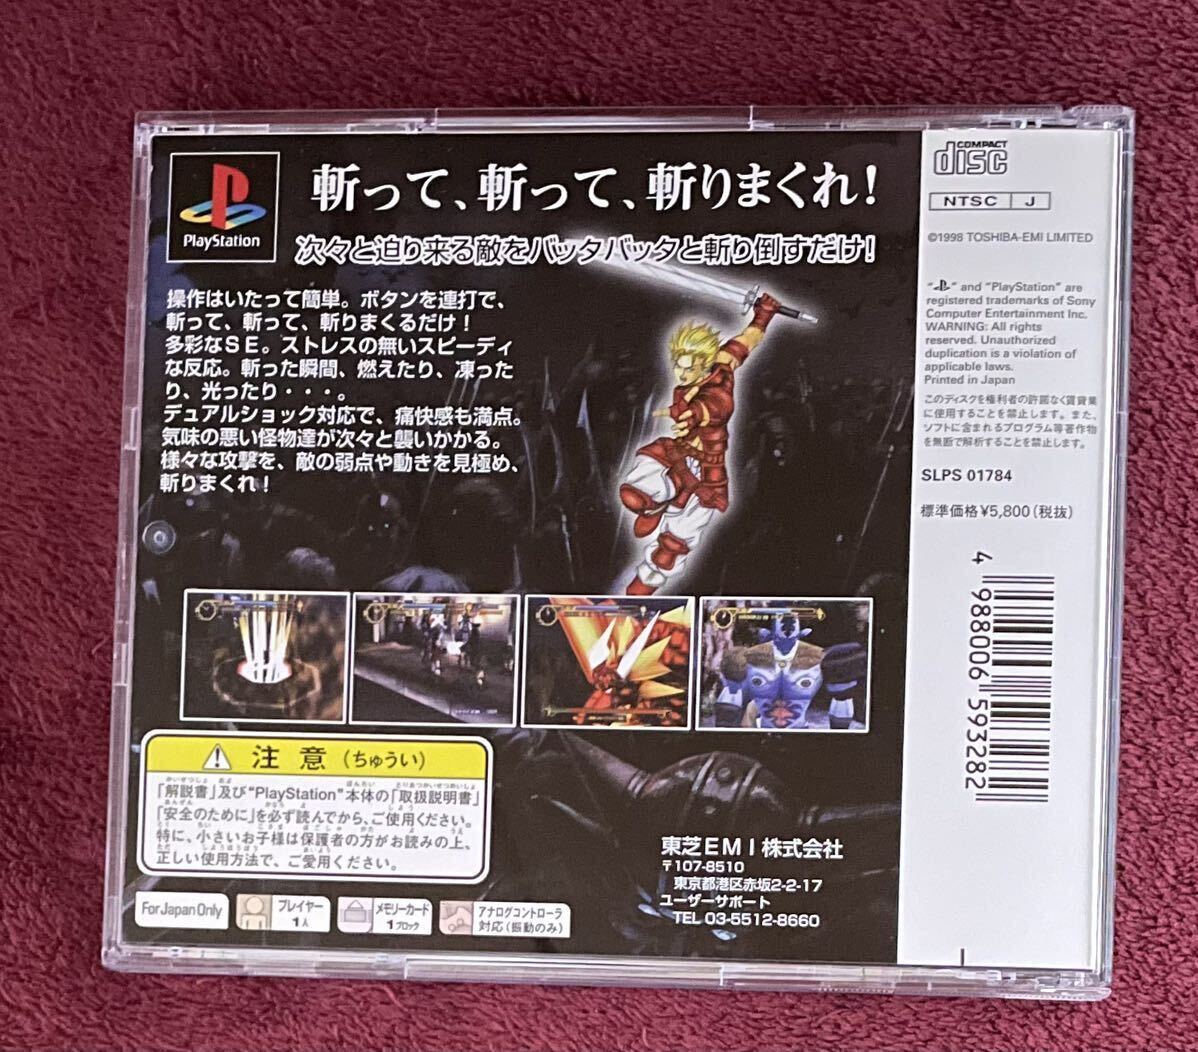 PlayStation
斬って、斬って、斬りまくれ！
次々と迫り来る敵をバッタバッタと斬り倒すだけ！
操作はいたって簡単。ボタンを連打で、
斬って、斬って、斬りまくるだけ！
多彩なＳＥ。ストレスの無いスピーディ
な反応。斬った瞬間、燃えたり、凍った
り、光ったり・・・。
デュアルショック対応で、痛快感も満点。
気味の悪い怪物達が次々と襲いかかる。
様々な攻撃を、敵の弱点や動きを見極め、
斬りまくれ！
注意（ちゅうい）
「解説書」及び“PlayStation”本体の「取扱説明書」
「安全のために」を必ず読んでから、ご使用ください。
特に、小さいお子様は保護者の方がお読みの上、
正しい使用方法で、ご愛用ください。
For Japan Only
プレイヤー
1人
メモリーカード
1ブロック
アナログコントローラ
対応（振動のみ）
東芝ＥＭＩ株式会社
〒107-8510
東京都港区赤坂2-2-17
ユーザーサポート
TEL 03-5512-8660
COMPACT
disc
NTSC J
©1998 TOSHIBA-EMI LIMITED
“PS” and “PlayStation” are
registered trademarks of Sony
Computer Entertainment Inc.
WARNING: All rights
reserved. Unauthorized
duplication is a violation of
applicable laws.
Printed in Japan
このディスクを権利者の許諾なく賃貸業
に使用することを禁止します。また、
ソフトに含まれるプログラム等著作物
を無断で解析することを禁止します。
SLPS 01784
標準価格¥5,800（税抜）
4 988006 593282